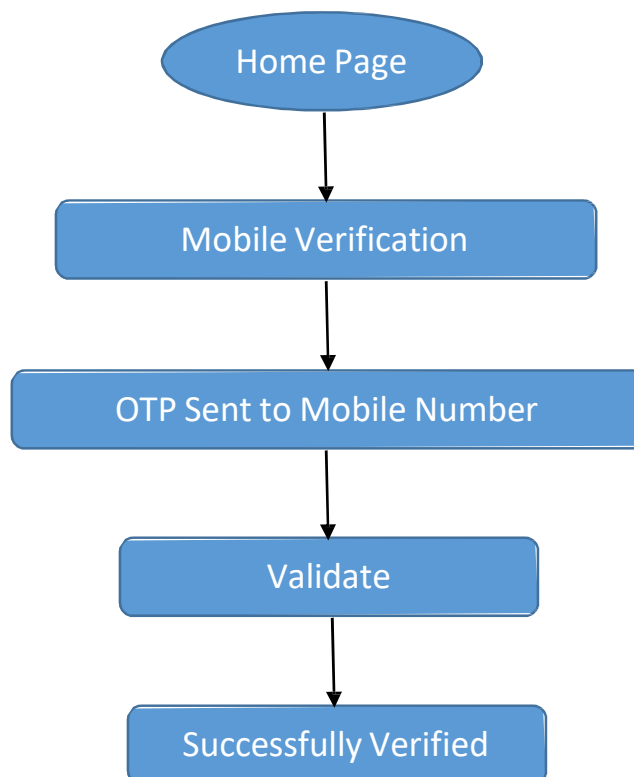 Home Page
Mobile Verification
OTP Sent to Mobile Number
Validate
Successfully Verified